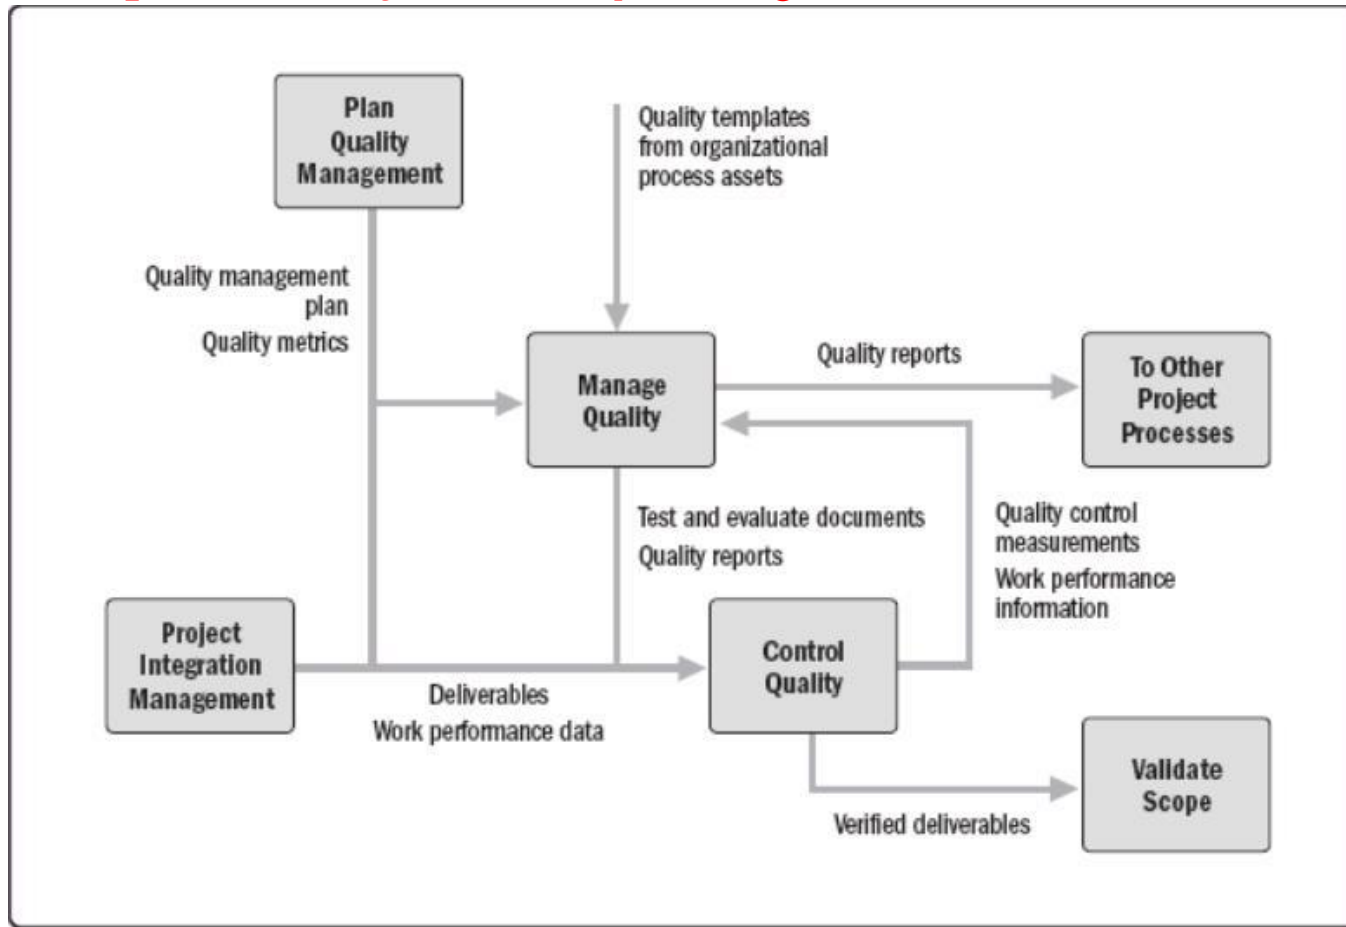 Plan
Quality
Management
Quality templates
from organizational
process assets
Quality management
plan
Quality metrics
Manage
Quality
Quality reports
To Other
Project
Processes
Test and evaluate documents
Quality reports
Quality control
measurements
Work performance
information
Project
Integration
Management
Deliverables
Work performance data
Control
Quality
Verified deliverables
Validate
Scope